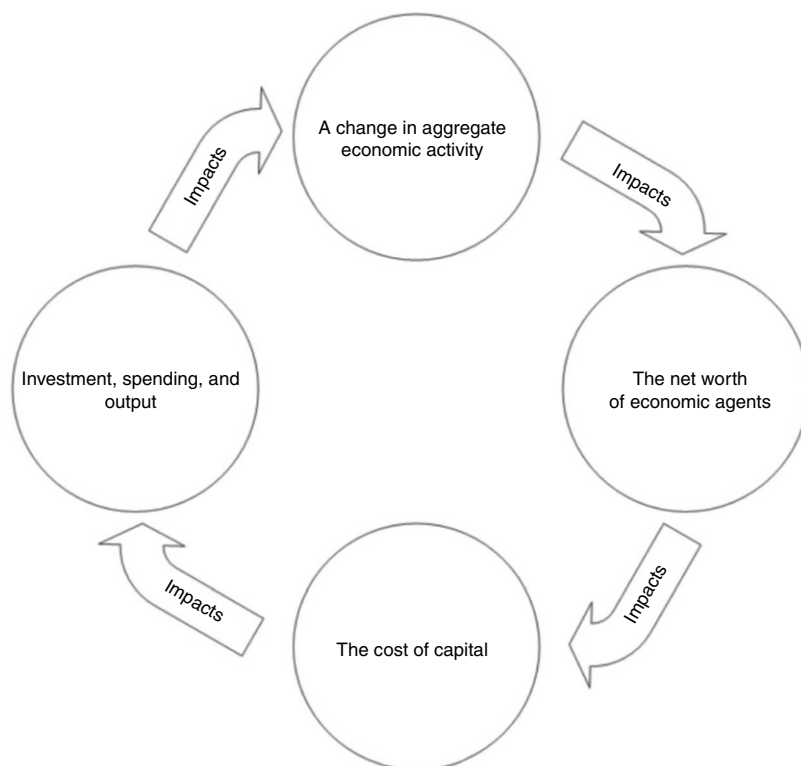 A change in aggregate
economic activity
Impacts
The net worth
of economic agents
Impacts
The cost of capital
Impacts
Investment, spending, and
output
Impacts